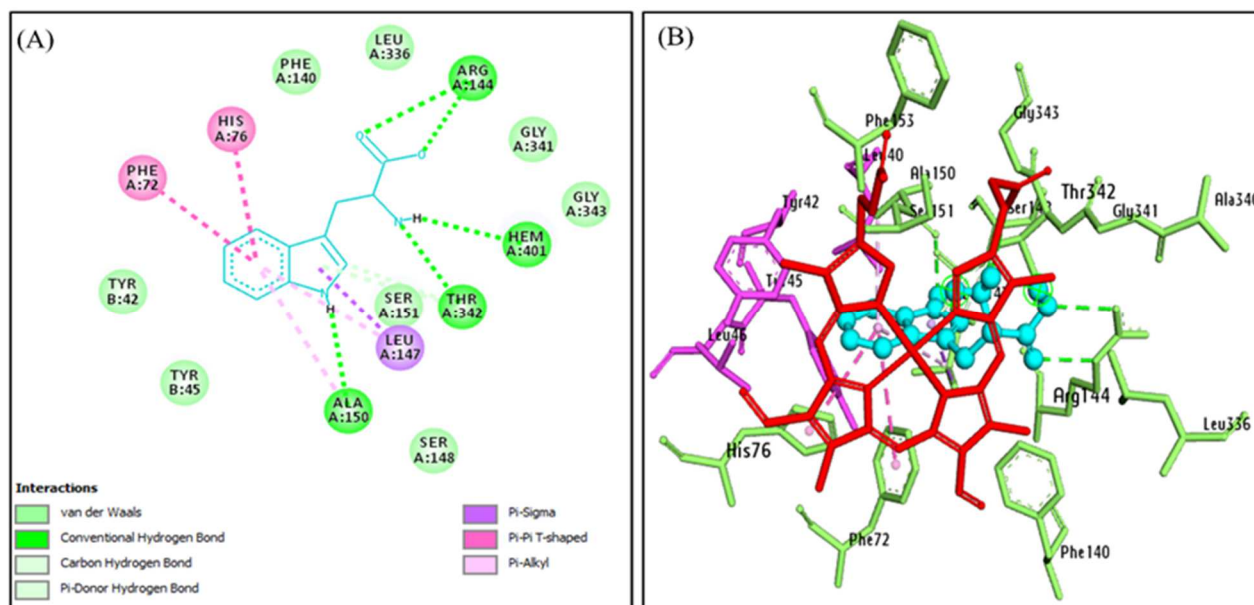 (A)
LEU
A:336
PHE
A:140
ARG
A:144
HIS
A:76
GLY
A:341
PHE
A:72
GLY
A:343
O
O
N H
HEM
A:401
TYR
B:42
SER
A:151
THR
A:342
N
H
LEU
A:147
TYR
B:45
ALA
A:150
SER
A:148
Interactions
van der Waals
Conventional Hydrogen Bond
Carbon Hydrogen Bond
Pi-Donor Hydrogen Bond
Pi-Sigma
Pi-Pi T-shaped
Pi-Alkyl
(B)
Phe153
Gly343
Leu40
Ala150
Thr342
Tyr42
Ser151
Gly341
Ala340
Leu46
Arg144
Leu336
His76
Phe72
Phe140